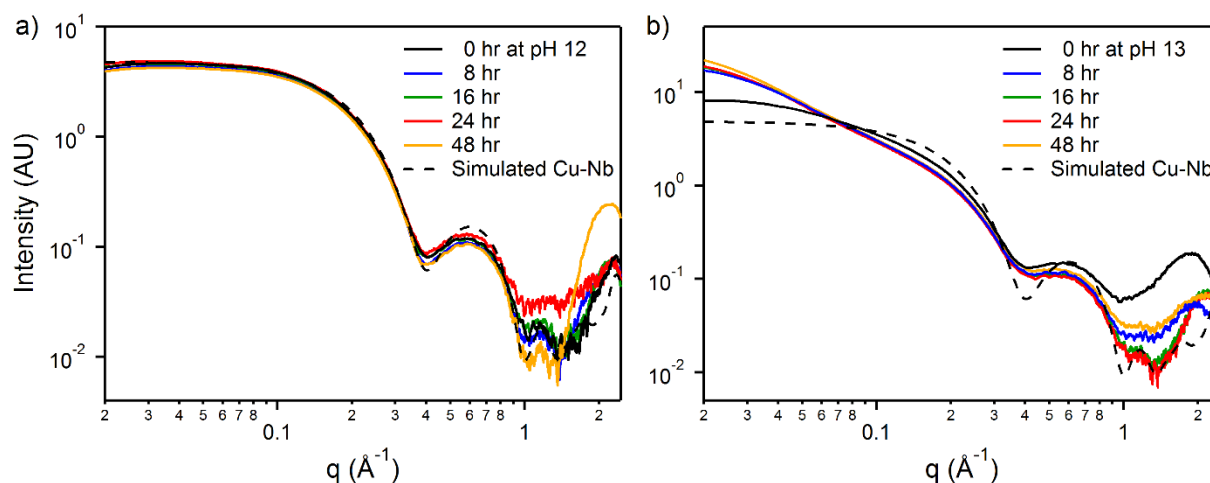 a)
10¹
10⁰
10⁻¹
10⁻²
Intensity (AU)
0 hr at pH 12
8 hr
16 hr
24 hr
48 hr
Simulated Cu-Nb
2 3 4 5 6 7 8 0.1 2 3 4 5 6 7 8 1 2
q (Å⁻¹)
b)
10¹
10⁰
10⁻¹
10⁻²
0 hr at pH 13
8 hr
16 hr
24 hr
48 hr
Simulated Cu-Nb
2 3 4 5 6 7 8 0.1 2 3 4 5 6 7 8 1 2
q (Å⁻¹)